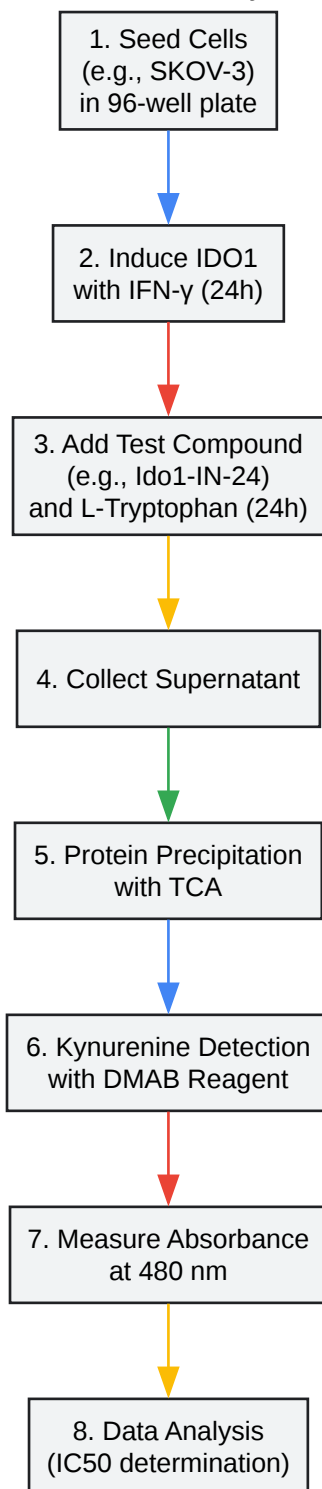 1. Seed Cells
(e.g., SKOV-3)
in 96-well plate
2. Induce IDO1
with IFN-γ (24h)
3. Add Test Compound
(e.g., Ido1-IN-24)
and L-Tryptophan (24h)
4. Collect Supernatant
5. Protein Precipitation
with TCA
6. Kynurenine Detection
with DMAB Reagent
7. Measure Absorbance
at 480 nm
8. Data Analysis
(IC50 determination)